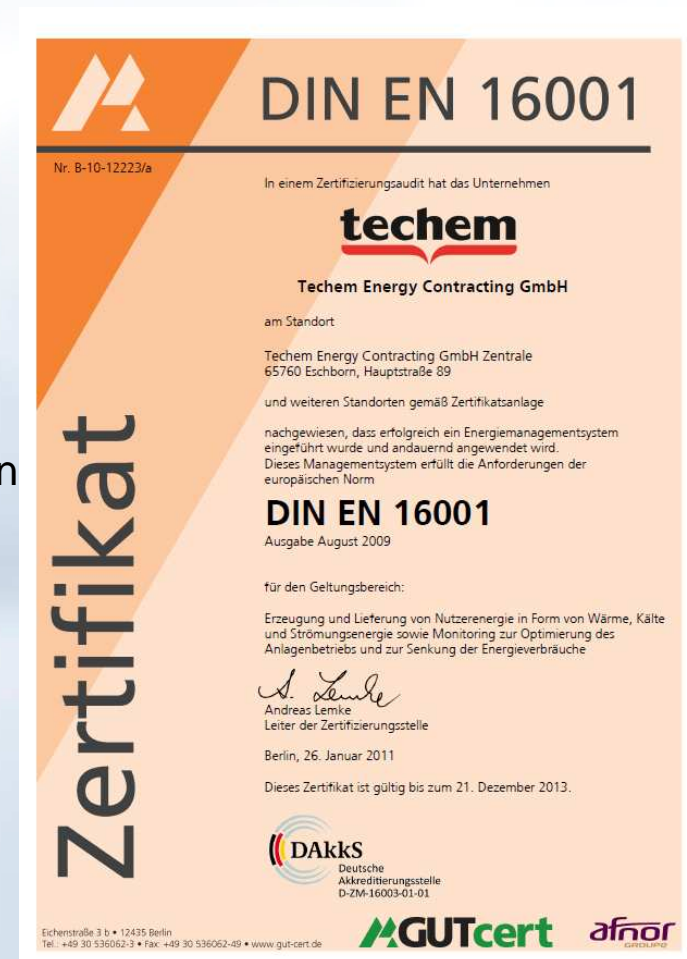 DIN EN 16001
Nr. B-10-12223/a
In einem Zertifizierungsaudit hat das Unternehmen
techem
Techem Energy Contracting GmbH
am Standort
Techem Energy Contracting GmbH Zentrale
65760 Eschborn, Hauptstraße 89
und weiteren Standorten gemäß Zertifikatsanlage
nachgewiesen, dass erfolgreich ein Energiemanagementsystem
eingeführt wurde und andauernd angewendet wird.
Dieses Managementsystem erfüllt die Anforderungen der
europäischen Norm
DIN EN 16001
Ausgabe August 2009
für den Geltungsbereich:
Erzeugung und Lieferung von Nutzerenergie in Form von Wärme, Kälte
und Strömungsenergie sowie Monitoring zur Optimierung des
Anlagenbetriebs und zur Senkung der Energieverbräuche
A. Lemke
Andreas Lemke
Leiter der Zertifizierungsstelle
Berlin, 26. Januar 2011
Dieses Zertifikat ist gültig bis zum 21. Dezember 2013.
Zertifikat
n
DAkkS
Deutsche
Akkreditierungsstelle
D-ZM-16003-01-01
Eichenstraße 3 b • 12435 Berlin
Tel.: +49 30 536062-3 • Fax: +49 30 536062-49 • www.gut-cert.de
GUTcert
afnor
GROUPE